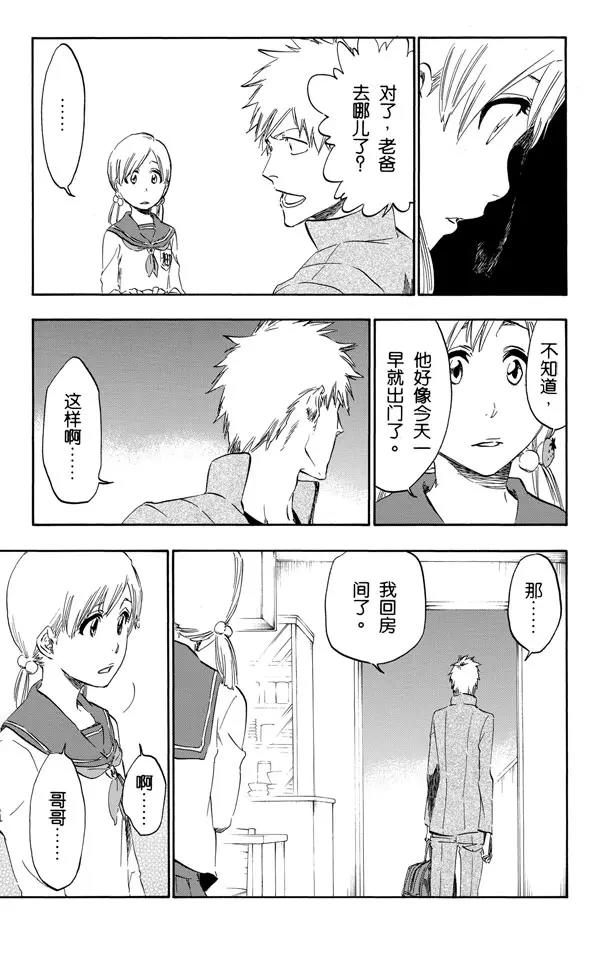 对了，老爸
去哪儿了？
……
不知道，
他好像今天一
早就出门了。
这样啊……
那……
我回房
间了。
啊……
哥哥……